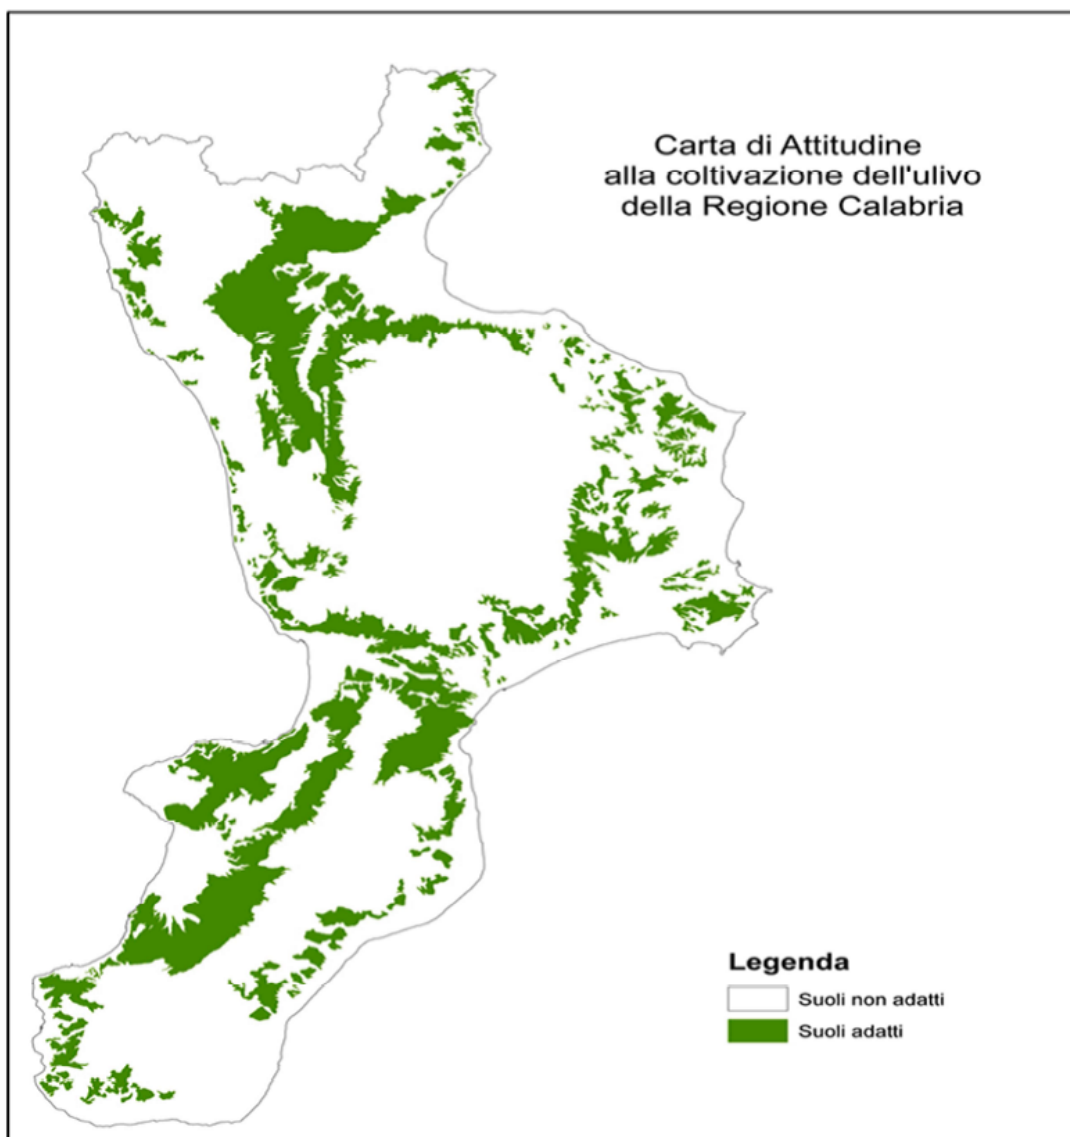 Carta di Attitudine
alla coltivazione dell'ulivo
della Regione Calabria
Legenda
Suoli non adatti
Suoli adatti